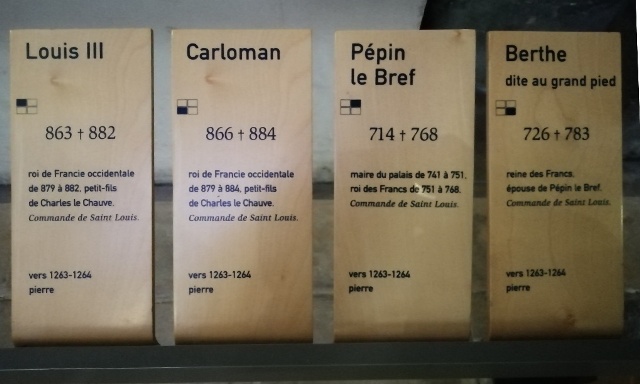 Louis III
863 † 882
roi de Francie occidentale
de 879 à 882, petit-fils
de Charles le Chauve.
Commande de Saint Louis.
vers 1263-1264
pierre
Carloman
866 † 884
roi de Francie occidentale
de 879 à 884, petit-fils
de Charles le Chauve.
Commande de Saint Louis.
vers 1263-1264
pierre
Pépin
le Bref
714 † 768
maire du palais de 741 à 751,
roi des Francs de 751 à 768.
Commande de Saint Louis.
vers 1263-1264
pierre
Berthe
dite au grand pied
726 † 783
reine des Francs,
épouse de Pépin le Bref.
Commande de Saint Louis.
vers 1263-1264
pierre